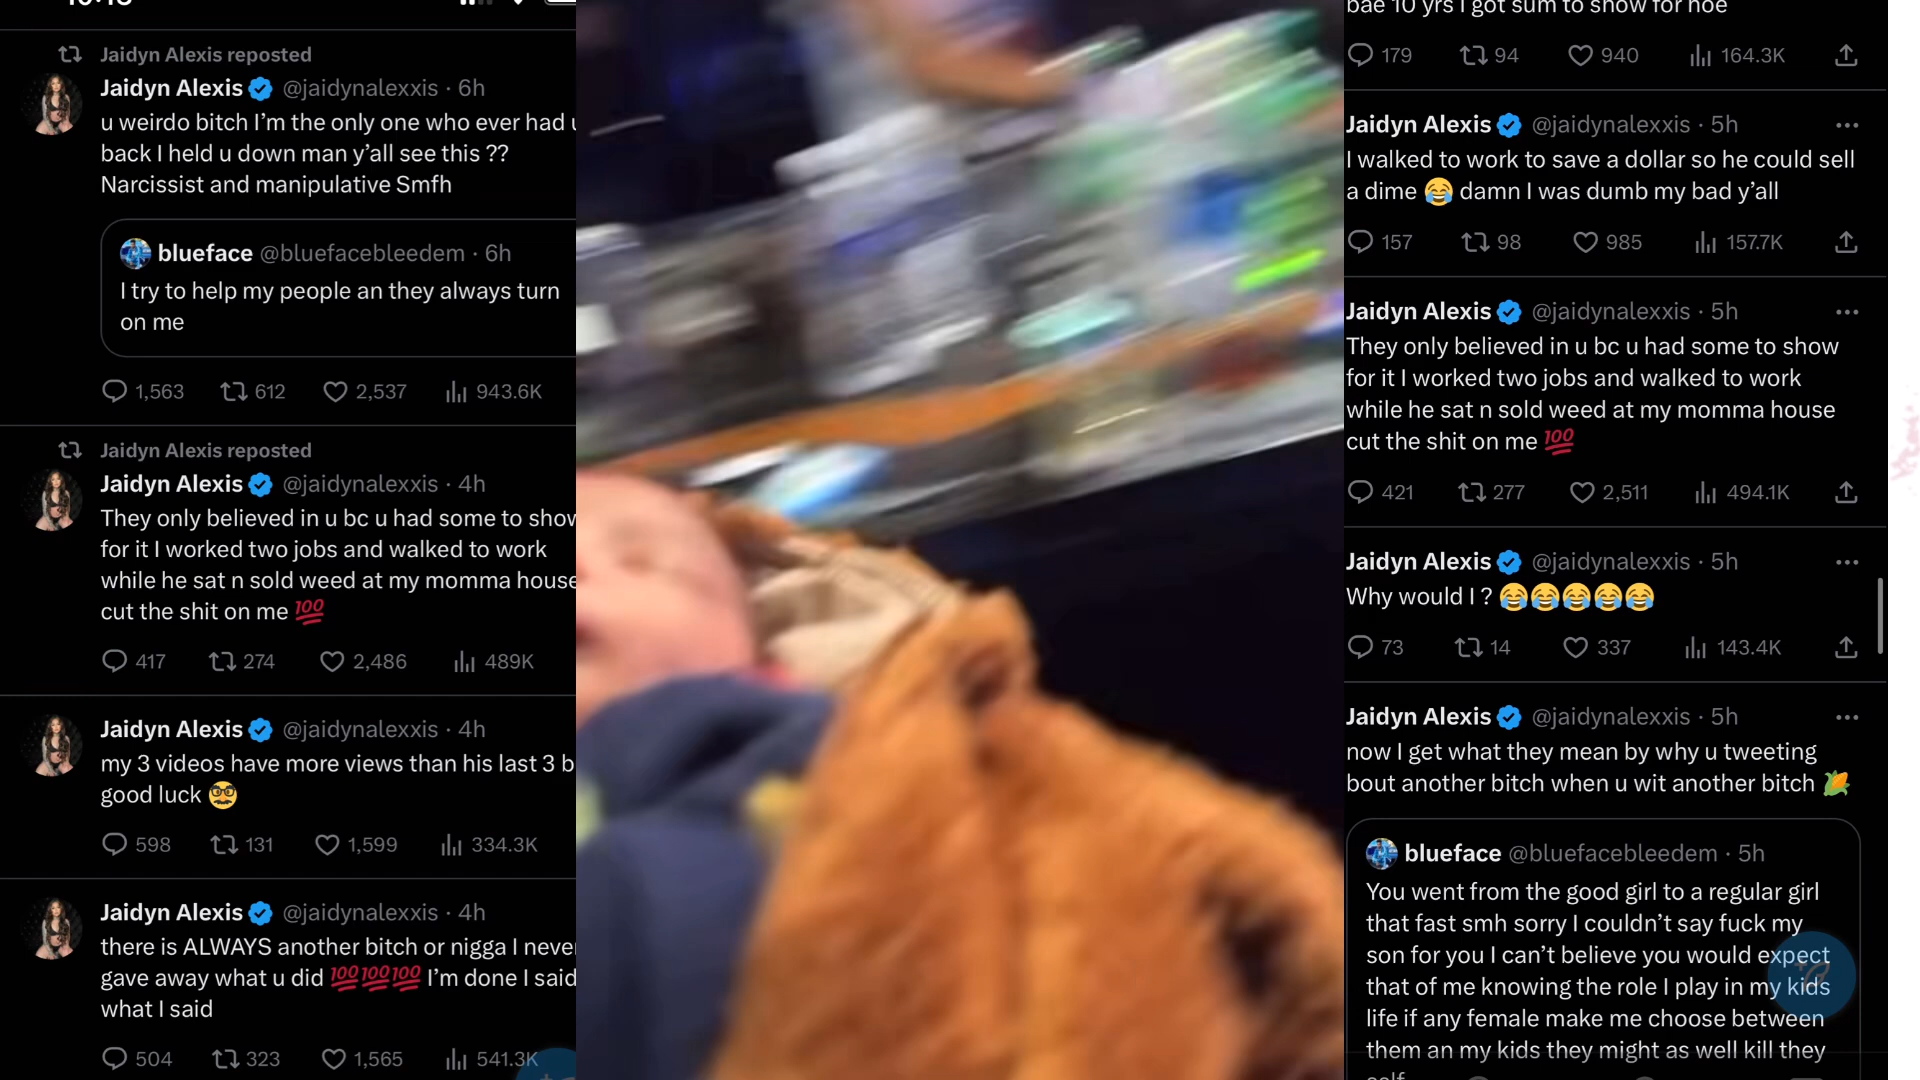 Jaidyn Alexis reposted
Jaidyn Alexis @jaidynalexxis · 6h
u weirdo bitch I'm the only one who ever had
back I held u down man y'all see this ??
Narcissist and manipulative Smfh
blueface @bluefacebleedem · 6h
I try to help my people an they always turn
on me
1,563 612 2,537 943.6K
Jaidyn Alexis reposted
Jaidyn Alexis @jaidynalexxis · 4h
They only believed in u bc u had some to show
for it I worked two jobs and walked to work
while he sat n sold weed at my momma house
cut the shit on me 💯
417 274 2,486 489K
Jaidyn Alexis @jaidynalexxis · 4h
my 3 videos have more views than his last 3 b
good luck 🥸
598 131 1,599 334.3K
Jaidyn Alexis @jaidynalexxis · 4h
there is ALWAYS another bitch or nigga I never
gave away what u did 💯💯💯 I'm done I said
what I said
504 323 1,565 541.3K
bae 10 yrs I got sum to show for hoe
179 94 940 164.3K
Jaidyn Alexis @jaidynalexxis · 5h
I walked to work to save a dollar so he could sell
a dime 😂 damn I was dumb my bad y'all
157 98 985 157.7K
Jaidyn Alexis @jaidynalexxis · 5h
They only believed in u bc u had some to show
for it I worked two jobs and walked to work
while he sat n sold weed at my momma house
cut the shit on me 💯
421 277 2,511 494.1K
Jaidyn Alexis @jaidynalexxis · 5h
Why would I ? 😂😂😂😂😂
73 14 337 143.4K
Jaidyn Alexis @jaidynalexxis · 5h
now I get what they mean by why u tweeting
bout another bitch when u wit another bitch 🌽
blueface @bluefacebleedem · 5h
You went from the good girl to a regular girl
that fast smh sorry I couldn't say fuck my
son for you I can't believe you would expect
that of me knowing the role I play in my kids
life if any female make me choose between
them an my kids they might as well kill they